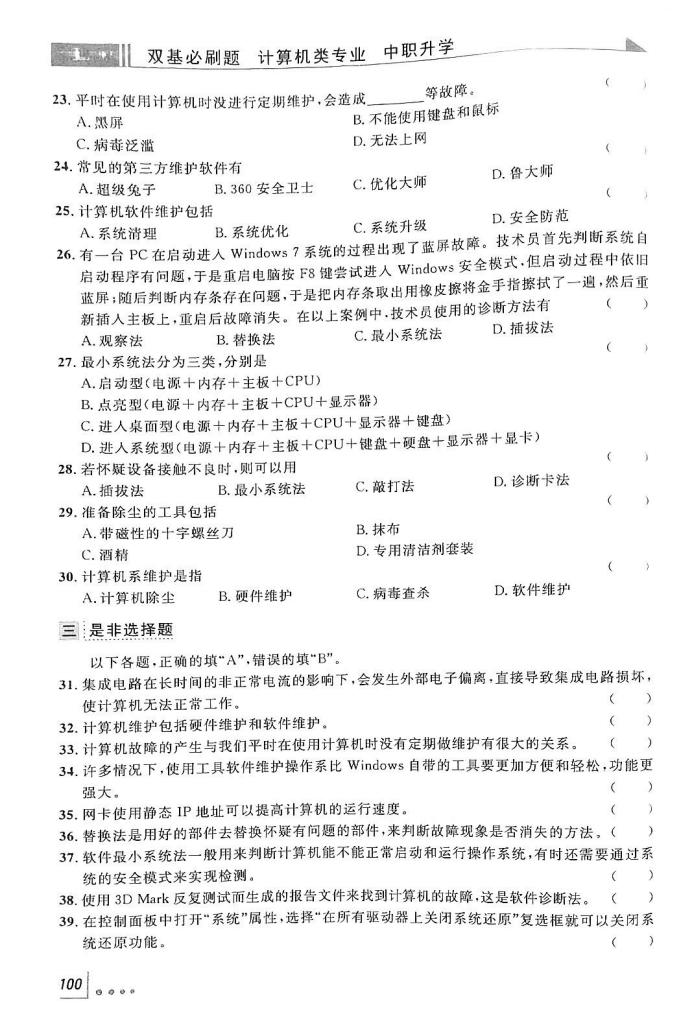 双基必刷题 计算机类专业 中职升学
23. 平时在使用计算机时没进行定期维护,会造成________等故障。 ( )
A. 黑屏 B. 不能使用键盘和鼠标
C. 病毒泛滥 D. 无法上网
24. 常见的第三方维护软件有 ( )
A. 超级兔子 B. 360 安全卫士 C. 优化大师 D. 鲁大师
25. 计算机软件维护包括 ( )
A. 系统清理 B. 系统优化 C. 系统升级 D. 安全防范
26. 有一台 PC 在启动进入 Windows 7 系统的过程出现了蓝屏故障。技术员首先判断系统自
启动程序有问题,于是重启电脑按 F8 键尝试进入 Windows 安全模式,但启动过程中依旧
蓝屏;随后判断内存条存在问题,于是把内存条取出用橡皮擦将金手指擦拭了一遍,然后重
新插入主板上,重启后故障消失。在以上案例中,技术员使用的诊断方法有 ( )
A. 观察法 B. 替换法 C. 最小系统法 D. 插拔法
27. 最小系统法分为三类,分别是 ( )
A. 启动型(电源+内存+主板+CPU)
B. 点亮型(电源+内存+主板+CPU+显示器)
C. 进人桌面型(电源+内存+主板+CPU+显示器+键盘)
D. 进入系统型(电源+内存+主板+CPU+键盘+硬盘+显示器+显卡)
28. 若怀疑设备接触不良时,则可以用 ( )
A. 插拔法 B. 最小系统法 C. 敲打法 D. 诊断卡法
29. 准备除尘的工具包括 ( )
A. 带磁性的十字螺丝刀 B. 抹布
C. 酒精 D. 专用清洁剂套装
30. 计算机系维护是指 ( )
A. 计算机除尘 B. 硬件维护 C. 病毒查杀 D. 软件维护
三 是非选择题
以下各题,正确的填“A”,错误的填“B”。
31. 集成电路在长时间的非正常电流的影响下,会发生外部电子偏离,直接导致集成电路损坏,
使计算机无法正常工作。 ( )
32. 计算机维护包括硬件维护和软件维护。 ( )
33. 计算机故障的产生与我们平时在使用计算机时没有定期做维护有很大的关系。 ( )
34. 许多情况下,使用工具软件维护操作系比 Windows 自带的工具要更加方便和轻松,功能更
强大。 ( )
35. 网卡使用静态 IP 地址可以提高计算机的运行速度。 ( )
36. 替换法是用好的部件去替换怀疑有问题的部件,来判断故障现象是否消失的方法。 ( )
37. 软件最小系统法一般用来判断计算机能不能正常启动和运行操作系统,有时还需要通过系
统的安全模式来实现检测。 ( )
38. 使用 3D Mark 反复测试而生成的报告文件来找到计算机的故障,这是软件诊断法。 ( )
39. 在控制面板中打开“系统”属性,选择“在所有驱动器上关闭系统还原”复选框就可以关闭系
统还原功能。 ( )
100